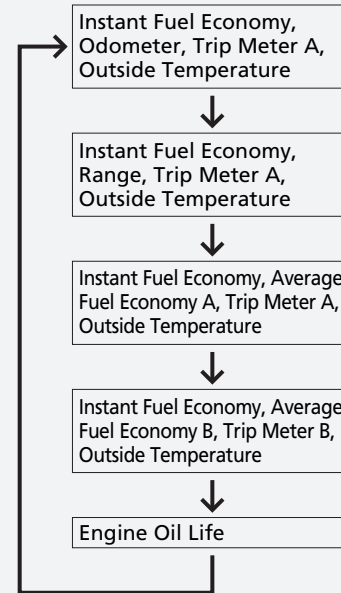 Instant Fuel Economy,
Odometer, Trip Meter A,
Outside Temperature
Instant Fuel Economy,
Range, Trip Meter A,
Outside Temperature
Instant Fuel Economy, Average
Fuel Economy A, Trip Meter A,
Outside Temperature
Instant Fuel Economy, Average
Fuel Economy B, Trip Meter B,
Outside Temperature
Engine Oil Life